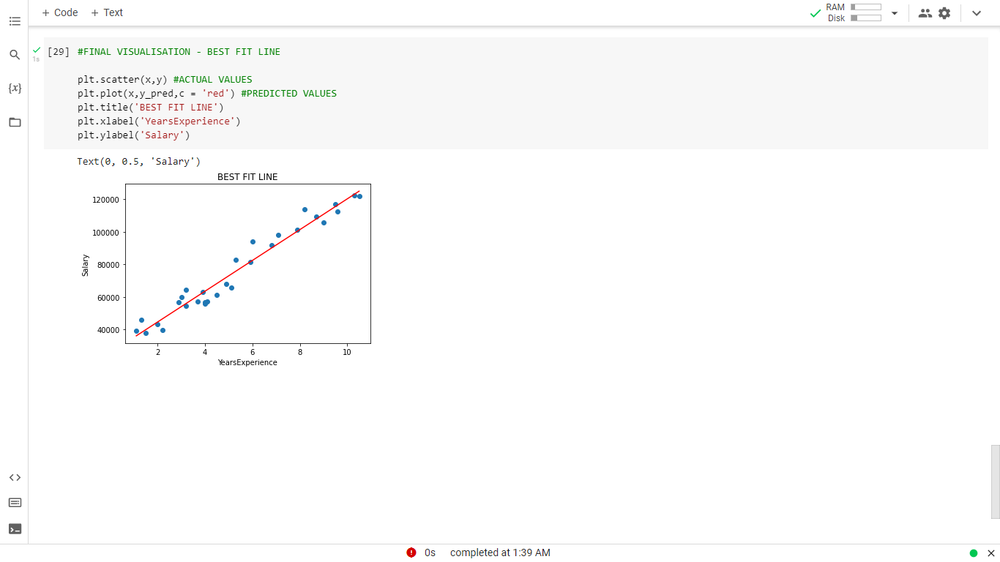 + Code + Text
RAM
Disk
{x}
1s
[29] #FINAL VISUALISATION - BEST FIT LINE
plt.scatter(x,y) #ACTUAL VALUES
plt.plot(x,y_pred,c = 'red') #PREDICTED VALUES
plt.title('BEST FIT LINE')
plt.xlabel('YearsExperience')
plt.ylabel('Salary')
Text(0, 0.5, 'Salary')
BEST FIT LINE
120000
100000
80000
60000
40000
Salary
2 4 6 8 10
YearsExperience
0s completed at 1:39 AM